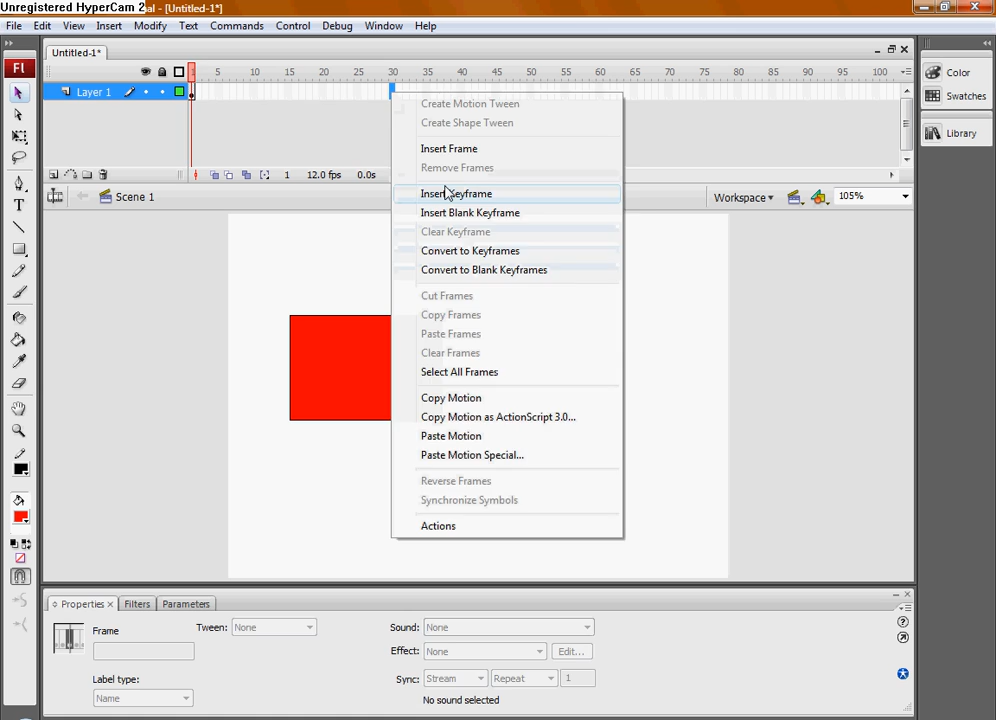 Unregistered HyperCam 2
al - [Untitled-1*]
File Edit View Insert Modify Text Commands Control Debug Window Help
Untitled-1*
Fl
5 10 15 20 25 30 35 40 45 50 55 60 65 70 75 80 85 90 95 100
Layer 1
1 12.0 fps 0.0s
Scene 1
Workspace
105%
Color
Swatches
Library
T
Create Motion Tween
Create Shape Tween
Insert Frame
Remove Frames
Insert Keyframe
Insert Blank Keyframe
Clear Keyframe
Convert to Keyframes
Convert to Blank Keyframes
Cut Frames
Copy Frames
Paste Frames
Clear Frames
Select All Frames
Copy Motion
Copy Motion as ActionScript 3.0...
Paste Motion
Paste Motion Special...
Reverse Frames
Synchronize Symbols
Actions
Properties Filters Parameters
Frame
Tween: None
Sound: None
Effect: None Edit...
Label type:
Name
Sync: Stream Repeat 1
No sound selected